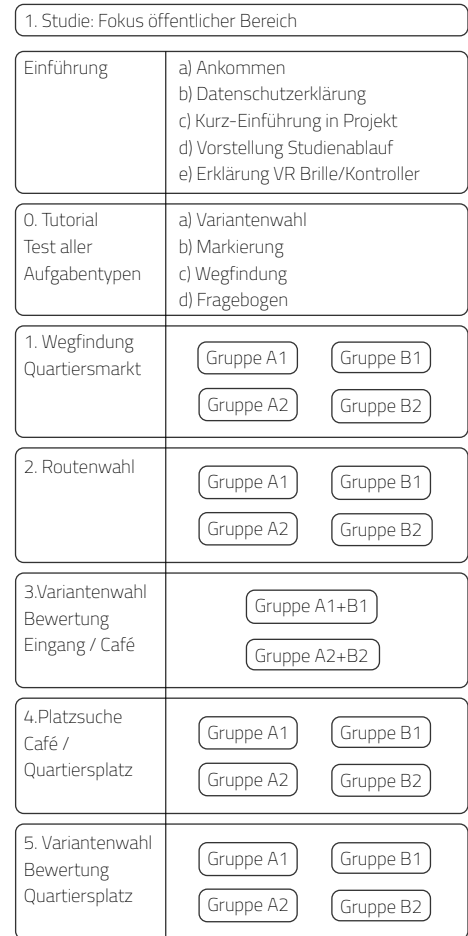 1. Studie: Fokus öffentlicher Bereich
Einführung
a) Ankommen
b) Datenschutzerklärung
c) Kurz-Einführung in Projekt
d) Vorstellung Studienablauf
e) Erklärung VR Brille/Kontroller
0. Tutorial
Test aller
Aufgabentypen
a) Variantenwahl
b) Markierung
c) Wegfindung
d) Fragebogen
1. Wegfindung
Quartiersmarkt
Gruppe A1
Gruppe B1
Gruppe A2
Gruppe B2
2. Routenwahl
Gruppe A1
Gruppe B1
Gruppe A2
Gruppe B2
3.Variantenwahl
Bewertung
Eingang / Café
Gruppe A1+B1
Gruppe A2+B2
4.Platzsuche
Café /
Quartiersplatz
Gruppe A1
Gruppe B1
Gruppe A2
Gruppe B2
5. Variantenwahl
Bewertung
Quartiersplatz
Gruppe A1
Gruppe B1
Gruppe A2
Gruppe B2